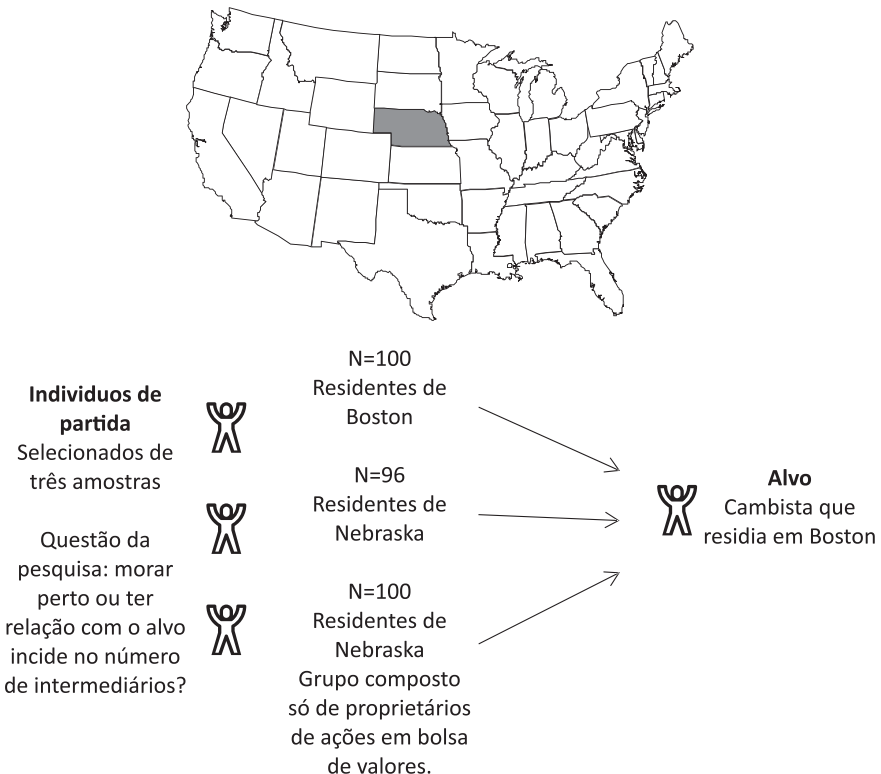 Individuos de
partida
Selecionados de
três amostras
Questão da
pesquisa: morar
perto ou ter
relação com o alvo
incide no número
de intermediários?
N=100
Residentes de
Boston
N=96
Residentes de
Nebraska
N=100
Residentes de
Nebraska
Grupo composto
só de proprietários
de ações em bolsa
de valores.
Alvo
Cambista que
residia em Boston